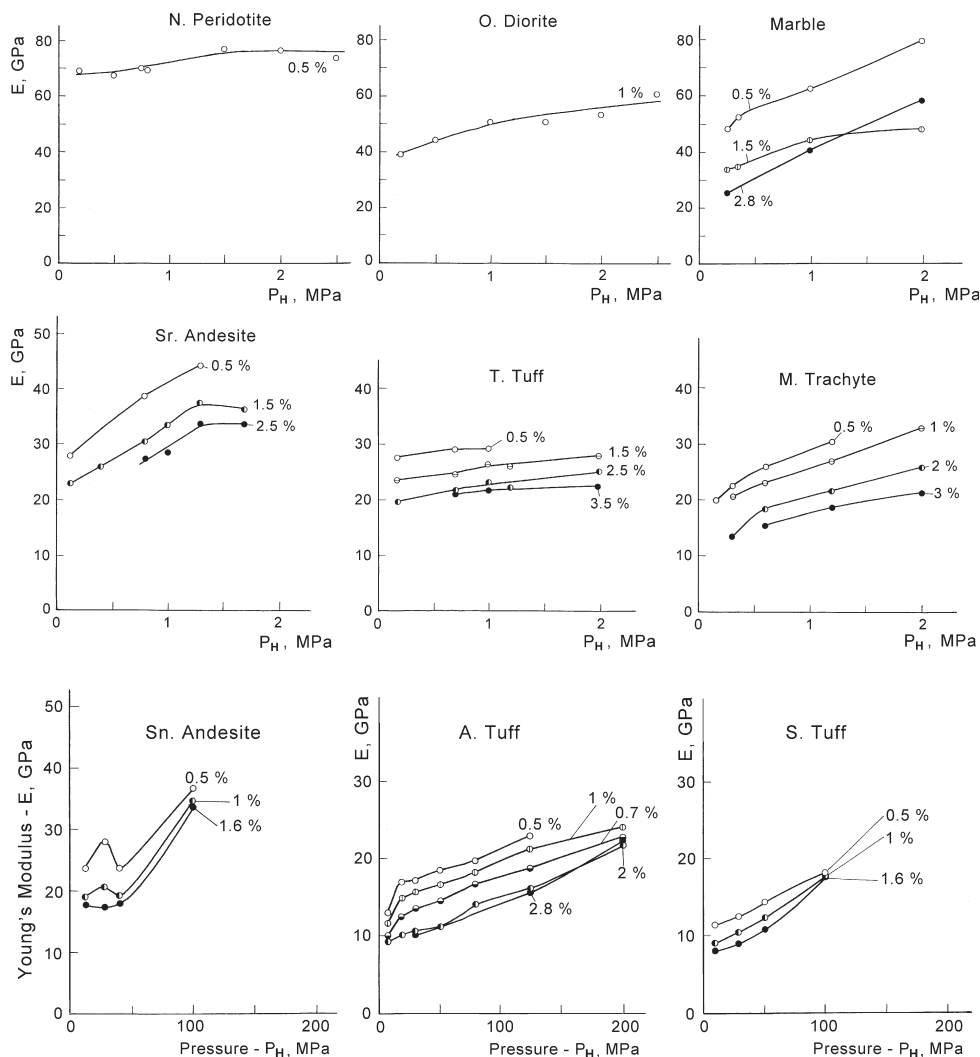 N. Peridotite
E, GPa
80
60
40
20
0
0.5 %
0 1 2
P_H , MPa
O. Diorite
80
60
40
20
0
1 %
0 1 2
P_H , MPa
Marble
80
60
40
20
0
0.5 %
1.5 %
2.8 %
0 1 2
P_H , MPa
Sr. Andesite
E, GPa
50
40
30
20
10
0
0.5 %
1.5 %
2.5 %
0 1 2
P_H , MPa
T. Tuff
40
30
20
10
0
0.5 %
1.5 %
2.5 %
3.5 %
0 1 2
P_H , MPa
M. Trachyte
40
30
20
10
0
0.5 %
1 %
2 %
3 %
0 1 2
P_H , MPa
Sn. Andesite
Young's Modulus - E, GPa
50
40
30
20
10
0
0.5 %
1 %
1.6 %
0 100 200
Pressure - P_H, MPa
A. Tuff
E, GPa
30
20
10
0
0.5 %
1 %
0.7 %
2 %
2.8 %
0 100 200
Pressure - P_H, MPa
S. Tuff
E, GPa
30
20
10
0
0.5 %
1 %
1.6 %
0 100 200
Pressure - P_H, MPa